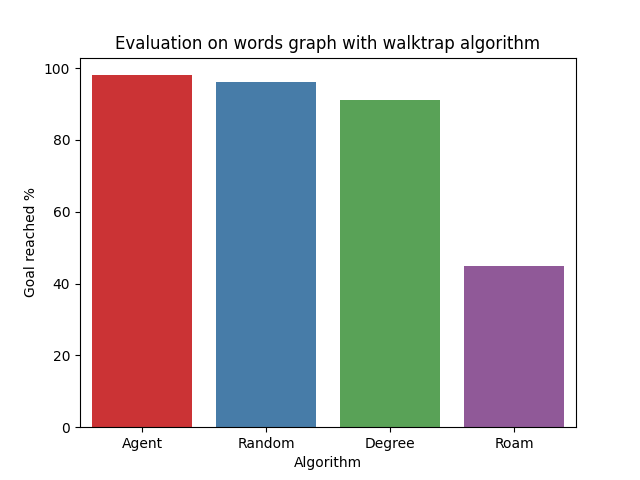 Evaluation on words graph with walktrap algorithm
Goal reached %
100
80
60
40
20
0
Agent Random Degree Roam
Algorithm